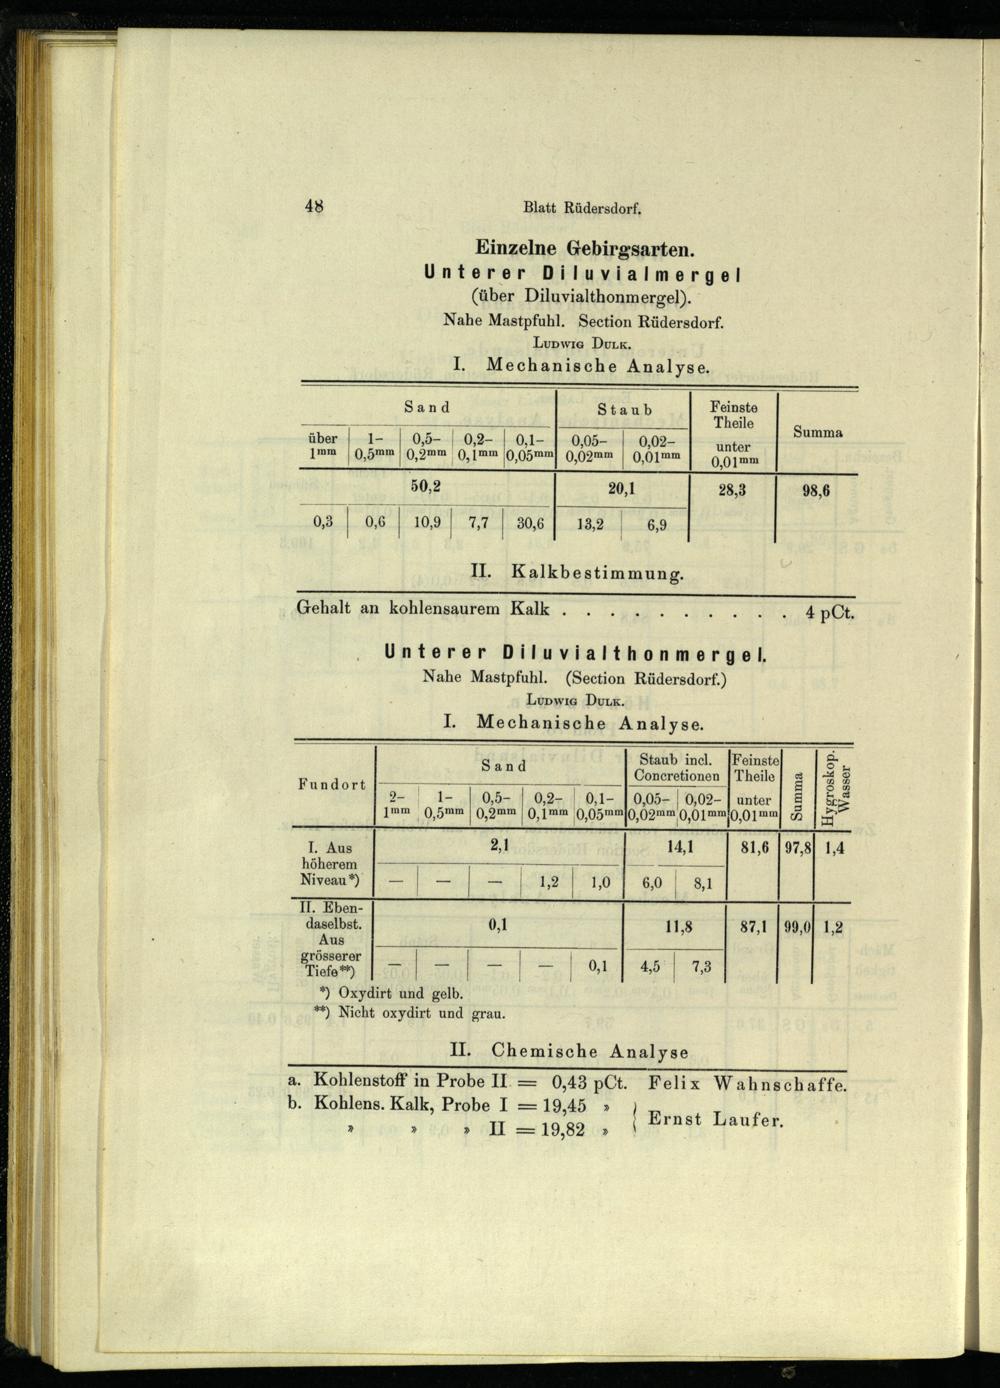 48
Blatt Rüdersdorf.
Einzelne Gebirgsarten.
Unterer Diluvialmergel
(über Diluvialthonmergel).
Nahe Mastpfuhl. Section Rüdersdorf.
LUDWIG DULK.
I. Mechanische Analyse.
Sand Staub Feinste Theile unter 0,01mm Summa
über 1mm 1-0,5mm 0,5-0,2mm 0,2-0,1mm 0,1-0,05mm 0,05-0,02mm 0,02-0,01mm
50,2 20,1 28,3 98,6
0,3 0,6 10,9 7,7 30,6 13,2 6,9
II. Kalkbestimmung.
Gehalt an kohlensaurem Kalk . . . . . . . . . . 4 pCt.
Unterer Diluvialthonmergel.
Nahe Mastpfuhl. (Section Rüdersdorf.)
LUDWIG DULK.
I. Mechanische Analyse.
Fundort Sand Staub incl. Concretionen Feinste Theile unter 0,01mm Summa Hygroskop. Wasser
2-1mm 1-0,5mm 0,5-0,2mm 0,2-0,1mm 0,1-0,05mm 0,05-0,02mm 0,02-0,01mm
I. Aus höherem Niveau*) 2,1 14,1 81,6 97,8 1,4
— — — 1,2 1,0 6,0 8,1
II. Eben-
daselbst. 0,1 11,8 87,1 99,0 1,2
Aus
grösserer
Tiefe**) — — — — 0,1 4,5 7,3
*) Oxydirt und gelb.
**) Nicht oxydirt und grau.
II. Chemische Analyse
a. Kohlenstoff in Probe II = 0,43 pCt. Felix Wahnschaffe.
b. Kohlens. Kalk, Probe I = 19,45 »
» » » II = 19,82 » } Ernst Laufer.